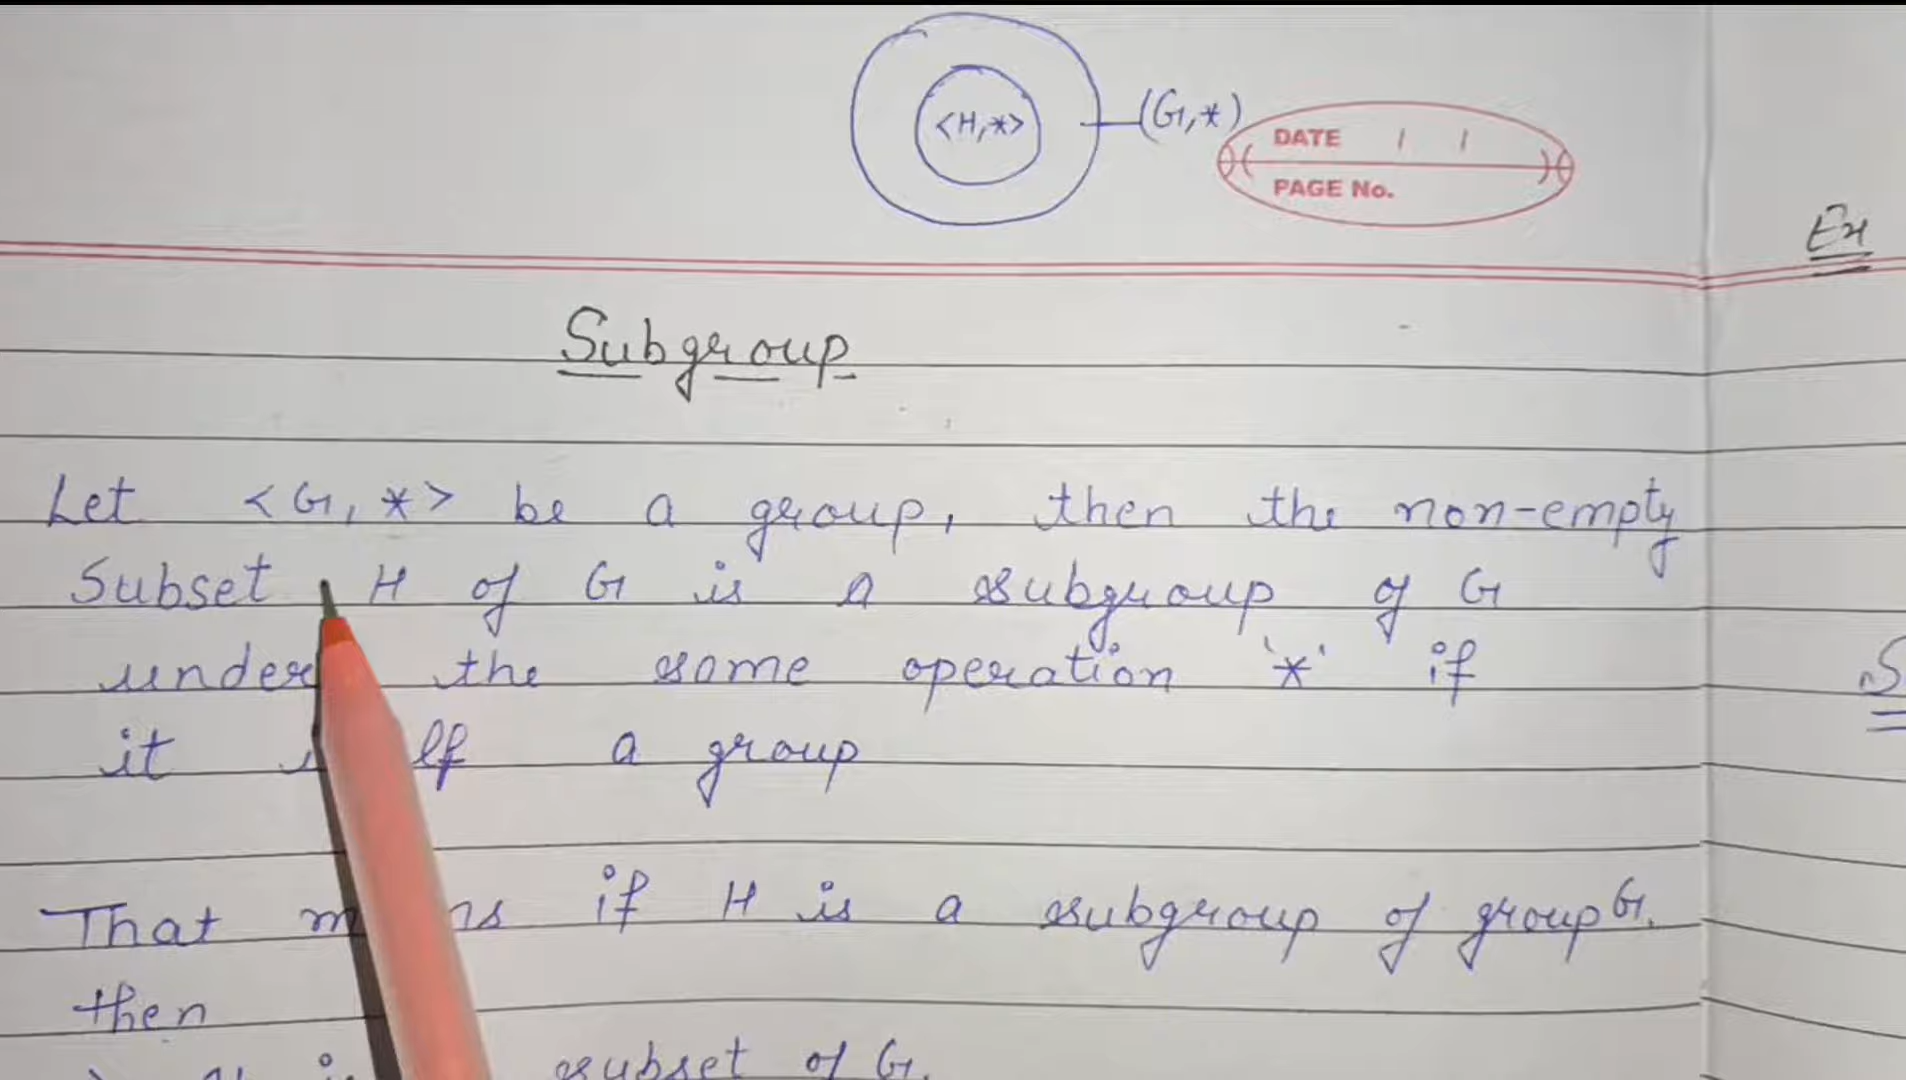 <H,*>
(G,*)
DATE / /
PAGE No.
Ex
Subgroup
Let <G, *> be a group, then the non-empty
Subset H of G is a subgroup of G
under the same operation '*' if
it a group
That if H is a subgroup of group G.
then
subset of G.